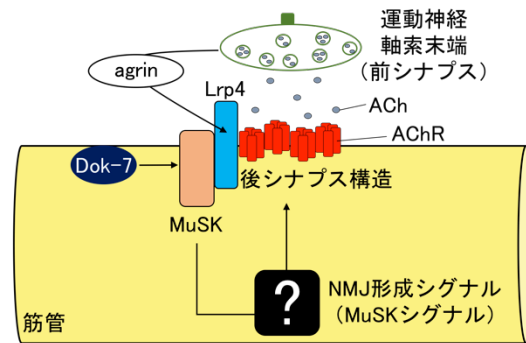 運動神経
軸索末端
(前シナプス)
agrin
Lrp4
ACh
AChR
Dok-7
後シナプス構造
MuSK
?
NMJ形成シグナル
(MuSKシグナル)
筋管